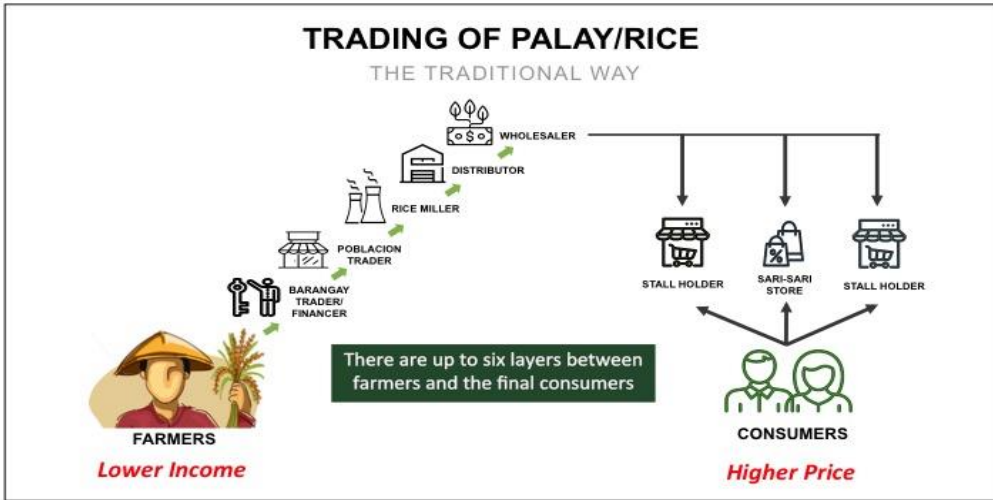 TRADING OF PALAY/RICE
THE TRADITIONAL WAY
WHOLESALER
DISTRIBUTOR
RICE MILLER
POBLACION
TRADER
BARANGAY
TRADER/
FINANCER
STALL HOLDER
SARI-SARI
STORE
STALL HOLDER
There are up to six layers between
farmers and the final consumers
FARMERS
Lower Income
CONSUMERS
Higher Price